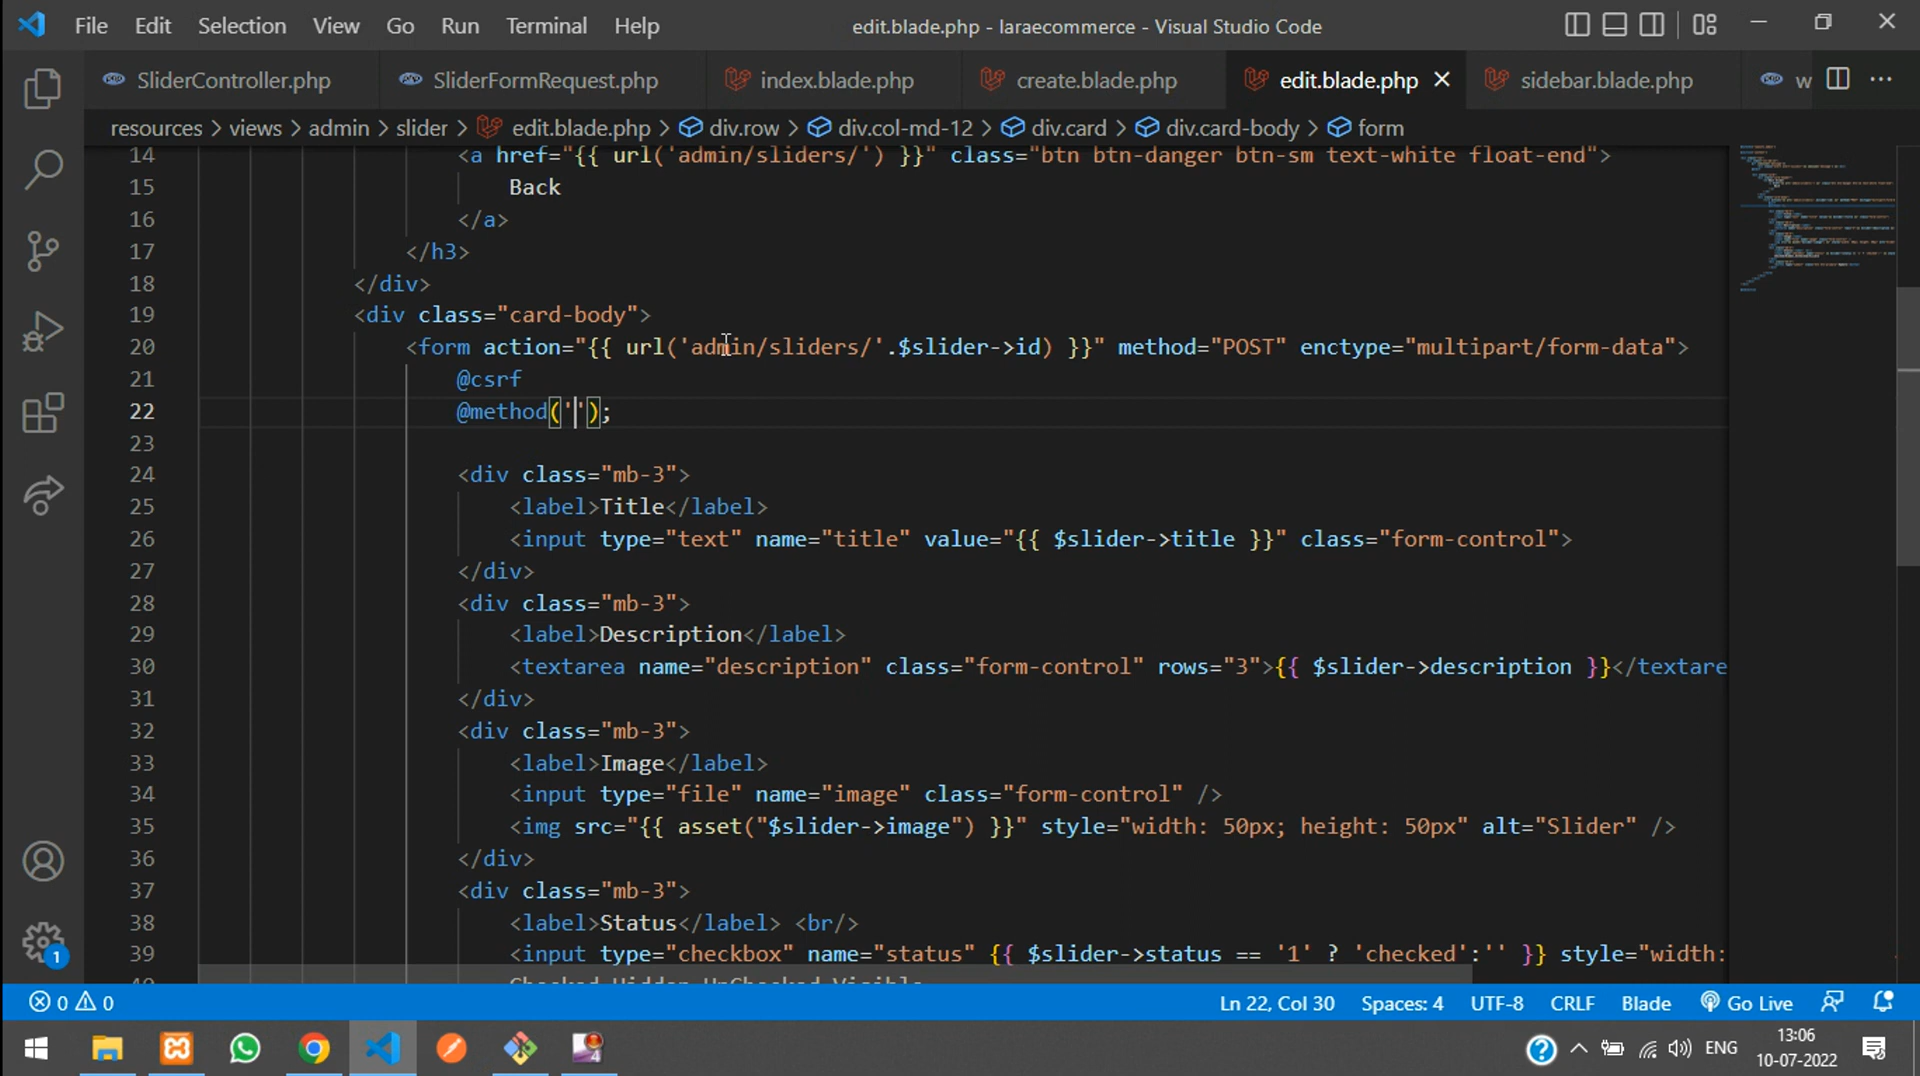 File Edit Selection View Go Run Terminal Help edit.blade.php - laraecommerce - Visual Studio Code
SliderController.php SliderFormRequest.php index.blade.php create.blade.php edit.blade.php sidebar.blade.php w
resources > views > admin > slider > edit.blade.php > div.row > div.col-md-12 > div.card > div.card-body > form
14 <a href="{{ url('admin/sliders/') }}" class="btn btn-danger btn-sm text-white float-end">
15 Back
16 </a>
17 </h3>
18 </div>
19 <div class="card-body">
20 <form action="{{ url('admin/sliders/'.$slider->id) }}" method="POST" enctype="multipart/form-data">
21 @csrf
22 @method('');
23
24 <div class="mb-3">
25 <label>Title</label>
26 <input type="text" name="title" value="{{ $slider->title }}" class="form-control">
27 </div>
28 <div class="mb-3">
29 <label>Description</label>
30 <textarea name="description" class="form-control" rows="3">{{ $slider->description }}</textare
31 </div>
32 <div class="mb-3">
33 <label>Image</label>
34 <input type="file" name="image" class="form-control" />
35 <img src="{{ asset("$slider->image") }}" style="width: 50px; height: 50px" alt="Slider" />
36 </div>
37 <div class="mb-3">
38 <label>Status</label> <br/>
39 <input type="checkbox" name="status" {{ $slider->status == '1' ? 'checked':'' }} style="width:
0 0 Ln 22, Col 30 Spaces: 4 UTF-8 CRLF Blade Go Live
1
4
ENG
13:06
10-07-2022